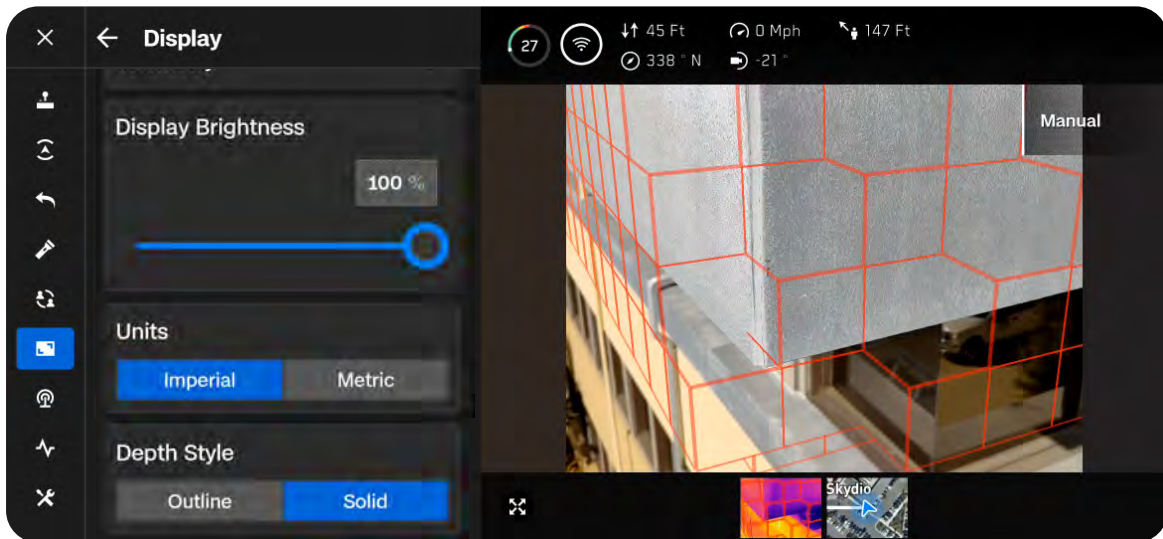 Display
Display Brightness
100 %
Units
Imperial
Metric
Depth Style
Outline
Solid
27
45 Ft
0 Mph
147 Ft
338 ° N
-21 °
Manual
Skydio